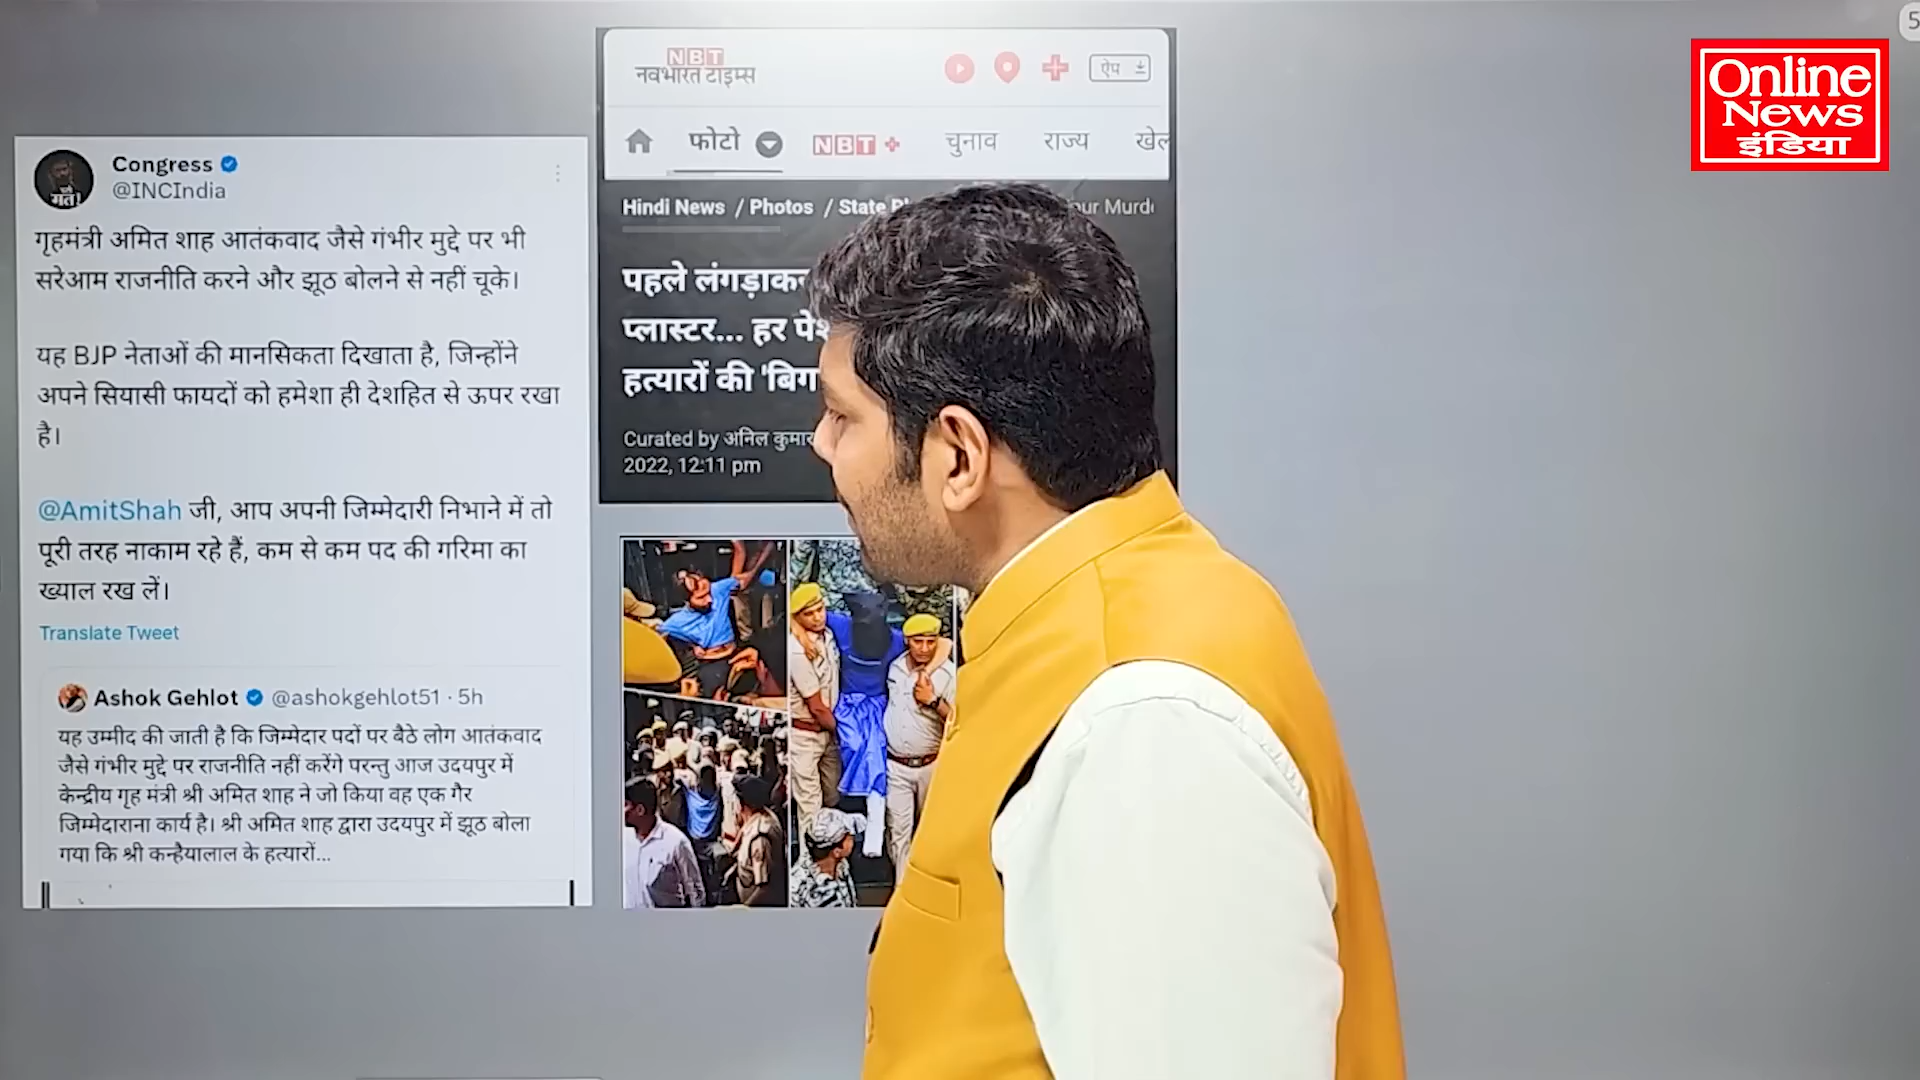 Congress
@INCIndia
गृहमंत्री अमित शाह आतंकवाद जैसे गंभीर मुद्दे पर भी
सरेआम राजनीति करने और झूठ बोलने से नहीं चूके।
यह BJP नेताओं की मानसिकता दिखाता है, जिन्होंने
अपने सियासी फायदों को हमेशा ही देशहित से ऊपर रखा
है।
@AmitShah जी, आप अपनी जिम्मेदारी निभाने में तो
पूरी तरह नाकाम रहे हैं, कम से कम पद की गरिमा का
ख्याल रख लें।
Translate Tweet
Ashok Gehlot @ashokgehlot51 · 5h
यह उम्मीद की जाती है कि जिम्मेदार पदों पर बैठे लोग आतंकवाद
जैसे गंभीर मुद्दे पर राजनीति नहीं करेंगे परन्तु आज उदयपुर में
केन्द्रीय गृह मंत्री श्री अमित शाह ने जो किया वह एक गैर
जिम्मेदाराना कार्य है। श्री अमित शाह द्वारा उदयपुर में झूठ बोला
गया कि श्री कन्हैयालाल के हत्यारों...
NBT
नवभारत टाइम्स
ऐप
फोटो NBT + चुनाव राज्य खेल
Hindi News / Photos / State
पहले
प्लास्टर... हर
हत्यारों की
Curated by अनिल कुमार
2022, 12:11 pm
Online
News
इंडिया
5